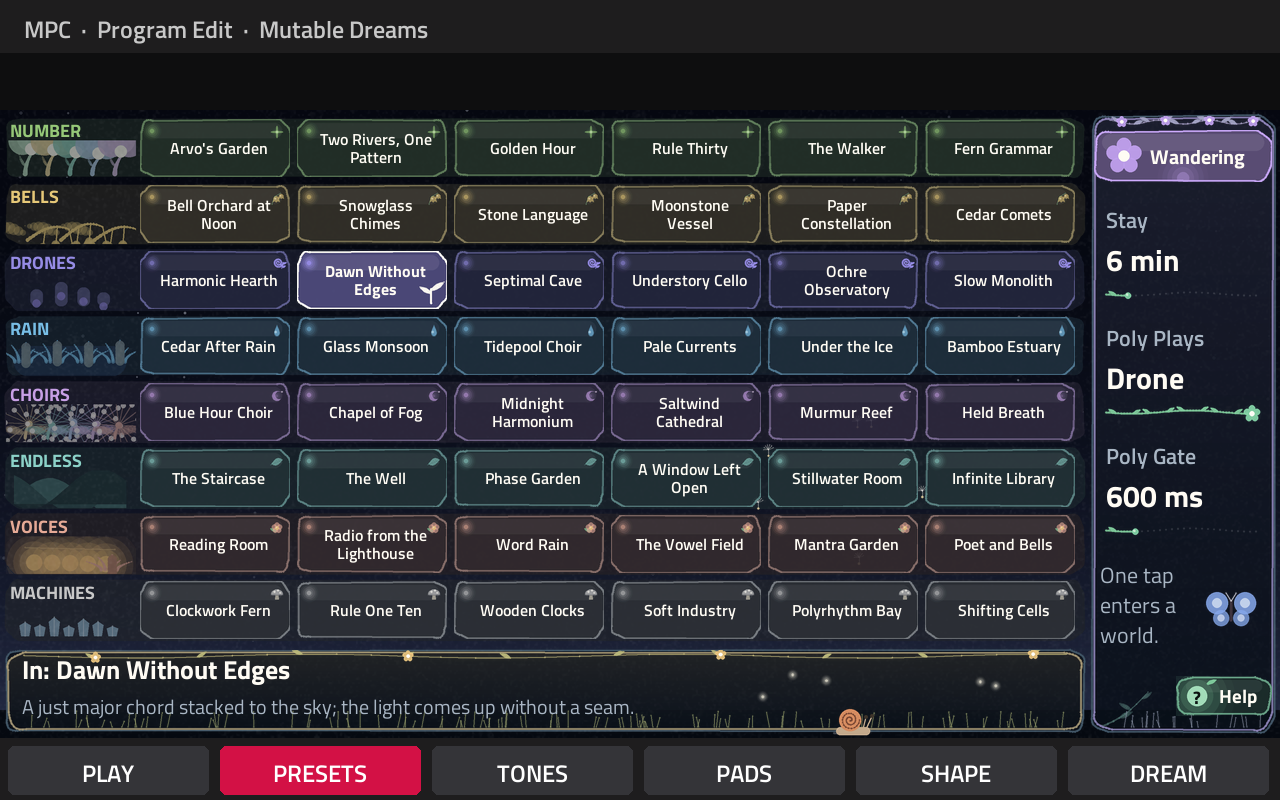 MPC · Program Edit · Mutable Dreams
NUMBER
Arvo's Garden
Two Rivers, One
Pattern
Golden Hour
Rule Thirty
The Walker
Fern Grammar
BELLS
Bell Orchard at
Noon
Snowglass
Chimes
Stone Language
Moonstone
Vessel
Paper
Constellation
Cedar Comets
DRONES
Harmonic Hearth
Dawn Without
Edges
Septimal Cave
Understory Cello
Ochre
Observatory
Slow Monolith
RAIN
Cedar After Rain
Glass Monsoon
Tidepool Choir
Pale Currents
Under the Ice
Bamboo Estuary
CHOIRS
Blue Hour Choir
Chapel of Fog
Midnight
Harmonium
Saltwind
Cathedral
Murmur Reef
Held Breath
ENDLESS
The Staircase
The Well
Phase Garden
A Window Left
Open
Stillwater Room
Infinite Library
VOICES
Reading Room
Radio from the
Lighthouse
Word Rain
The Vowel Field
Mantra Garden
Poet and Bells
MACHINES
Clockwork Fern
Rule One Ten
Wooden Clocks
Soft Industry
Polyrhythm Bay
Shifting Cells
In: Dawn Without Edges
A just major chord stacked to the sky; the light comes up without a seam.
Wandering
Stay
6 min
Poly Plays
Drone
Poly Gate
600 ms
One tap
enters a
world.
? Help
PLAY
PRESETS
TONES
PADS
SHAPE
DREAM